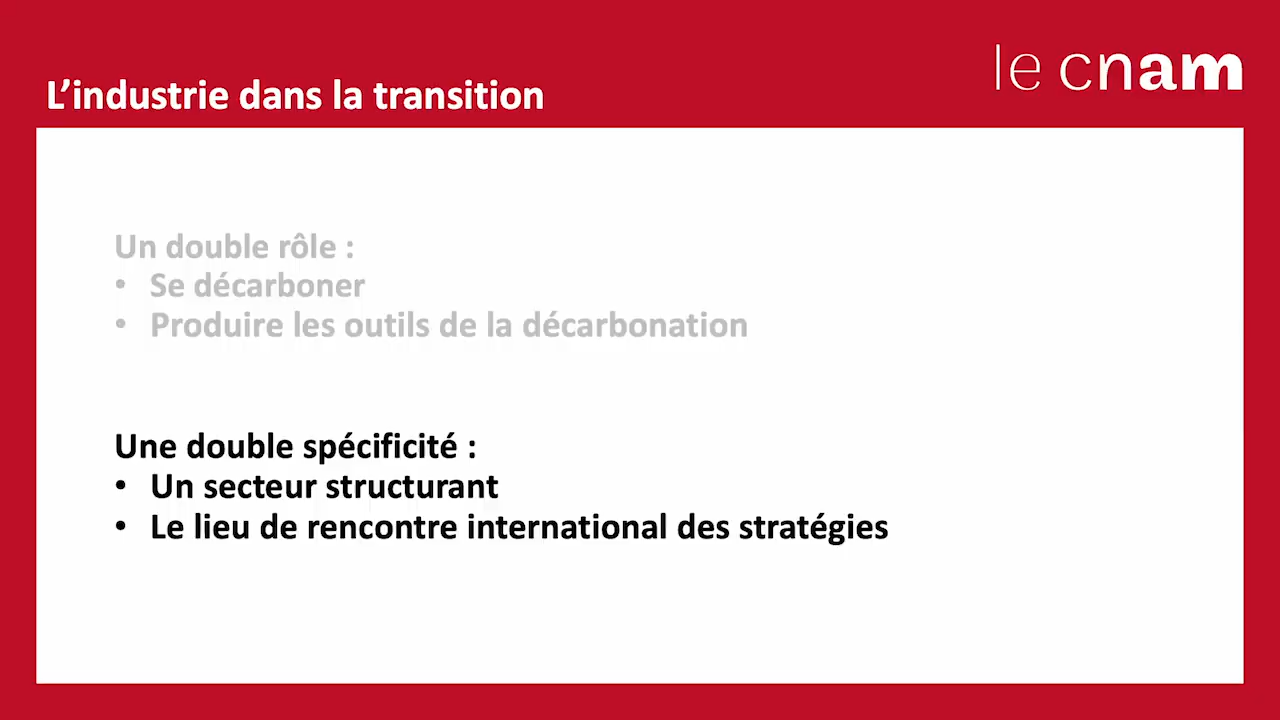 le cnam
L'industrie dans la transition
Un double rôle :
• Se décarboner
• Produire les outils de la décarbonation
Une double spécificité :
• Un secteur structurant
• Le lieu de rencontre international des stratégies